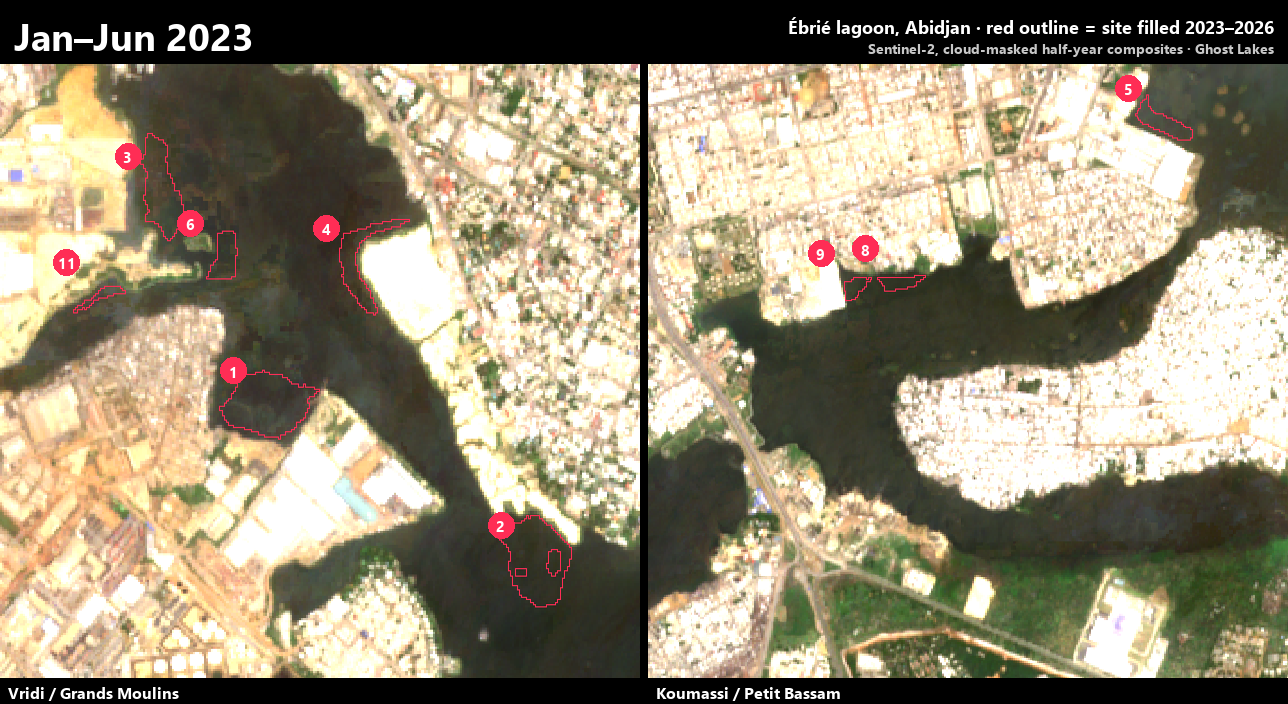 Jan–Jun 2023
Ébrié lagoon, Abidjan · red outline = site filled 2023–2026
Sentinel-2, cloud-masked half-year composites · Ghost Lakes
5
3
6
4
11
9
8
1
2
Vridi / Grands Moulins
Koumassi / Petit Bassam